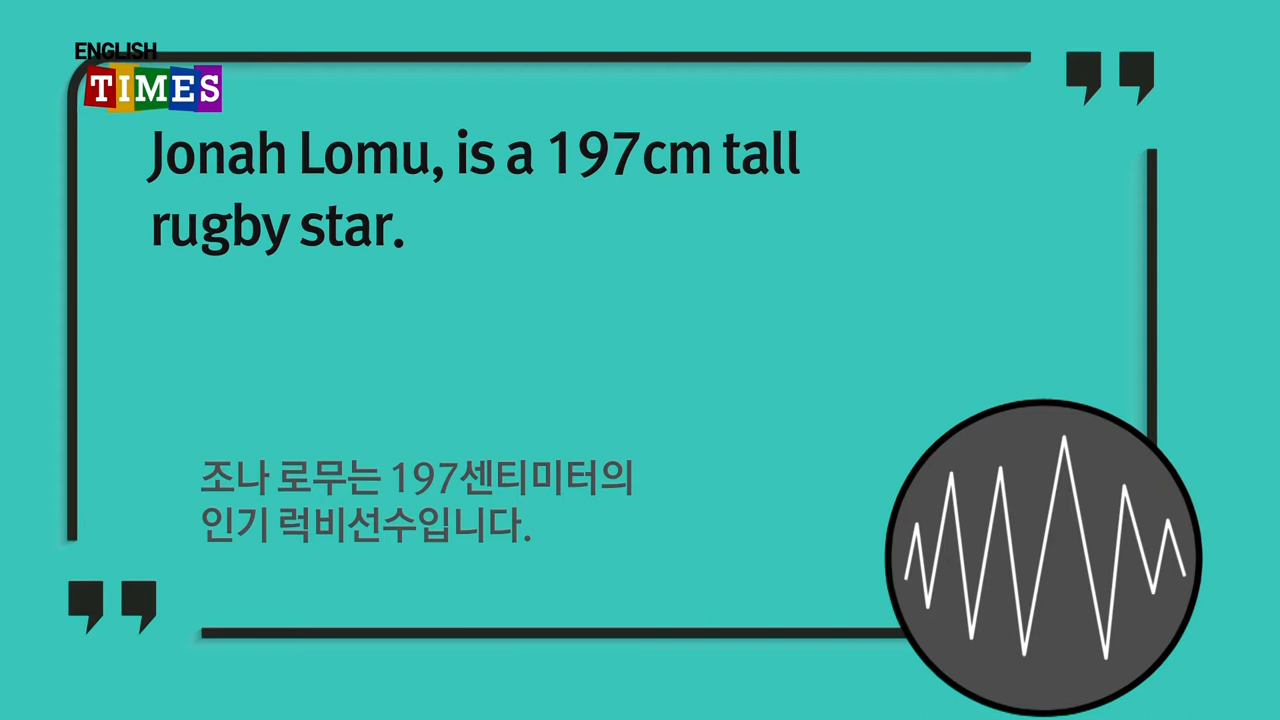 ENGLISH
TIMES
Jonah Lomu, is a 197cm tall
rugby star.
조나 로무는 197센티미터의
인기 럭비선수입니다.